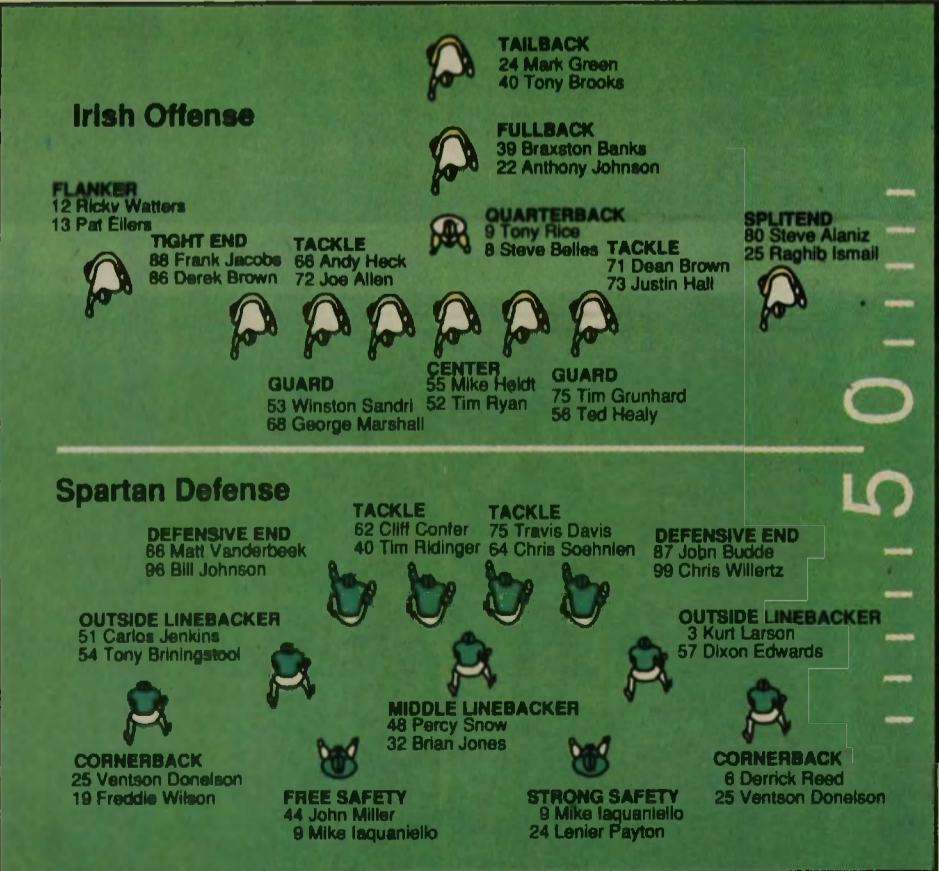 TAILBACK
24 Mark Green
40 Tony Brooks
Irish Offense
FULLBACK
39 Braxston Banks
22 Anthony Johnson
FLANKER
12 Ricky Watters
13 Pat Eilers
QUARTERBACK
9 Tony Rice
8 Steve Belles
SPLITEND
80 Steve Alaniz
25 Raghib Ismail
TIGHT END
88 Frank Jacobs
86 Derek Brown
TACKLE
66 Andy Heck
72 Joe Allen
TACKLE
71 Dean Brown
73 Justin Hall
GUARD
53 Winston Sandri
68 George Marshall
CENTER
55 Mike Heldt
52 Tim Ryan
GUARD
75 Tim Grunhard
56 Ted Healy
50
Spartan Defense
DEFENSIVE END
66 Matt Vanderbeek
96 Bill Johnson
TACKLE
62 Cliff Confer
40 Tim Ridinger
TACKLE
75 Travis Davis
64 Chris Soehnlen
DEFENSIVE END
87 John Budde
99 Chris Willertz
OUTSIDE LINEBACKER
51 Carlos Jenkins
54 Tony Briningstool
OUTSIDE LINEBACKER
3 Kurt Larson
57 Dixon Edwards
MIDDLE LINEBACKER
48 Percy Snow
32 Brian Jones
CORNERBACK
25 Ventson Donelson
19 Freddie Wilson
CORNERBACK
6 Derrick Reed
25 Ventson Donelson
FREE SAFETY
44 John Miller
9 Mike Iaquaniello
STRONG SAFETY
9 Mike Iaquaniello
24 Lenier Payton